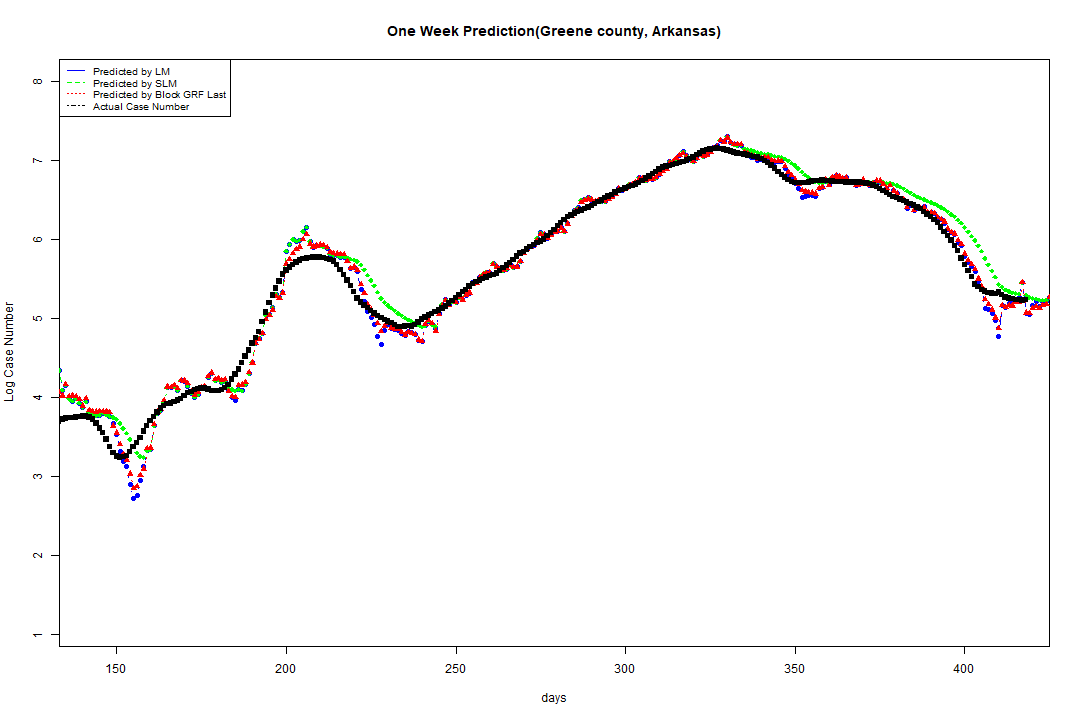 One Week Prediction(Greene county, Arkansas)
Predicted by LM
Predicted by SLM
Predicted by Block GRF Last
Actual Case Number
8
7
6
5
4
3
2
1
Log Case Number
150 200 250 300 350 400
days